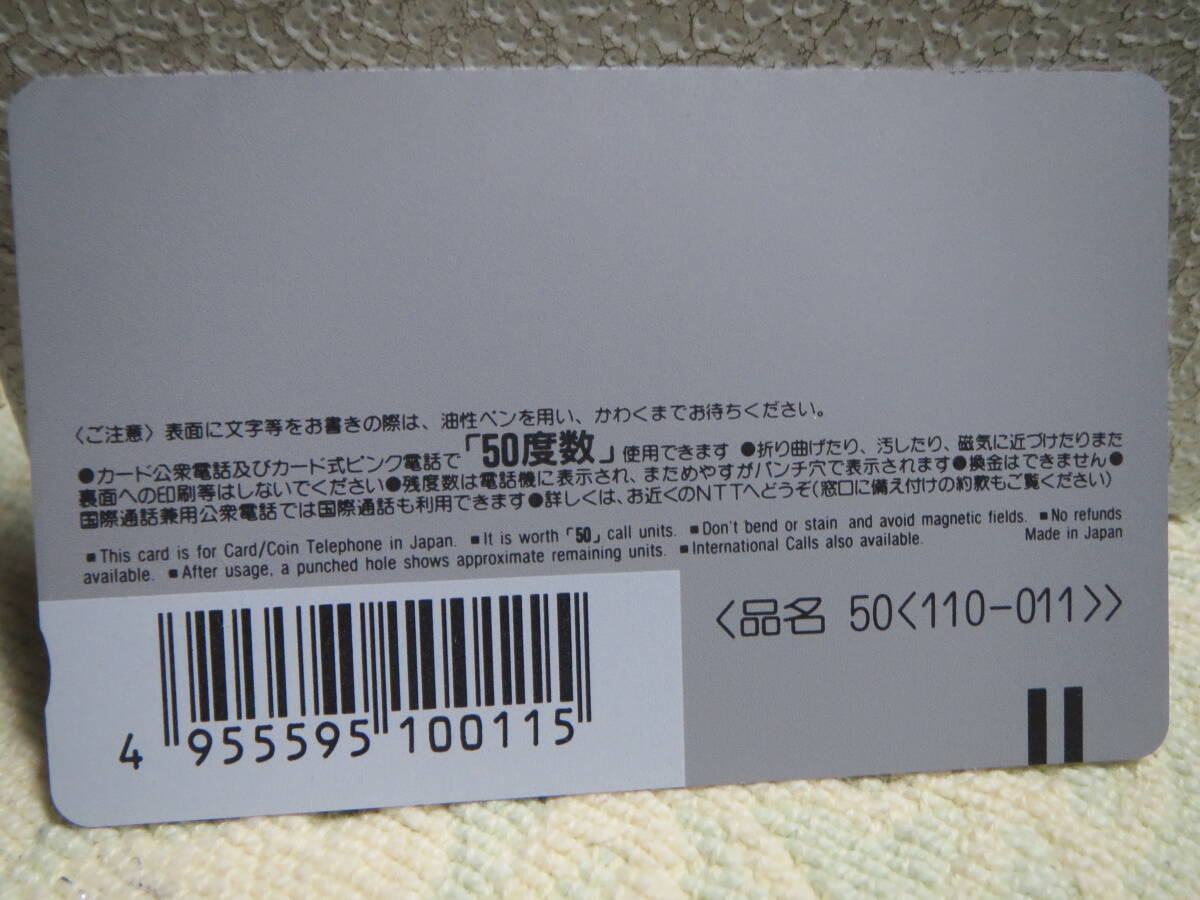 〈ご注意〉表面に文字等をお書きの際は、油性ペンを用い、かわくまでお待ちください。
●カード公衆電話及びカード式ピンク電話で「50度数」使用できます ●折り曲げたり、汚したり、磁気に近づけたりまた
裏面への印刷等はしないでください●残度数は電話機に表示され、まためやすがパンチ穴で表示されます●換金はできません●
国際通話兼用公衆電話では国際通話も利用できます●詳しくは、お近くのNTTへどうぞ(窓口に備え付けの約款もご覧ください)
■This card is for Card/Coin Telephone in Japan. ■It is worth「50」call units. ■Don't bend or stain and avoid magnetic fields. ■No refunds
available. ■After usage, a punched hole shows approximate remaining units. ■International Calls also available. Made in Japan
〈品名 50〈110-011〉〉
4 955595 100115